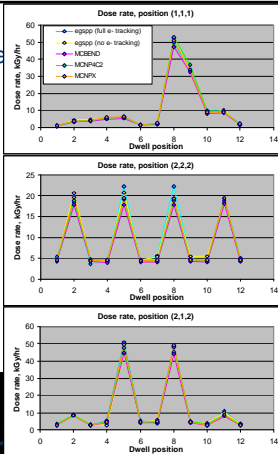 Dose rate, position (1,1,1)
Dose rate, kGy/hr
60
50
40
30
20
10
0
egspp (full e- tracking)
egspp (no e- tracking)
MCBEND
MCNP4C2
MCNPX
0 2 4 6 8 10 12 14
Dwell position
Dose rate, position (2,2,2)
Dose rate, kGy/hr
25
20
15
10
5
0
0 2 4 6 8 10 12 14
Dwell position
Dose rate, position (2,1,2)
Dose rate, kGy/hr
60
50
40
30
20
10
0
0 2 4 6 8 10 12 14
Dwell position